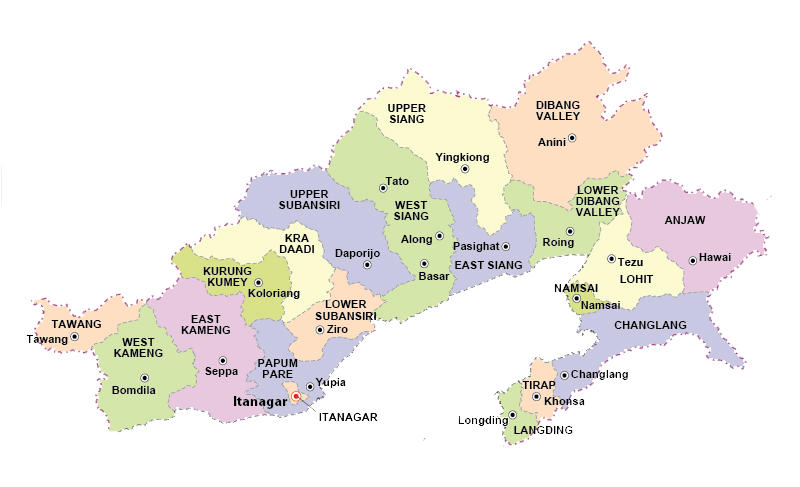 DIBANG
VALLEY
Anini
UPPER
SIANG
Yingkiong
Tato
UPPER
SUBANSIRI
WEST
SIANG
LOWER
DIBANG
VALLEY
ANJAW
KRA
DAADI
Along
Pasighat
Roing
Daporijo
Basar
EAST SIANG
Tezu
Hawai
KURUNG
KUMEY
LOHIT
Koloriang
NAMSAI
Namsai
LOWER
SUBANSIRI
Ziro
TAWANG
Tawang
EAST
KAMENG
CHANGLANG
WEST
KAMENG
Seppa
PAPUM
PARE
Yupia
Bomdila
Changlang
TIRAP
Khonsa
Itanagar
ITANAGAR
Longding
LANGDING